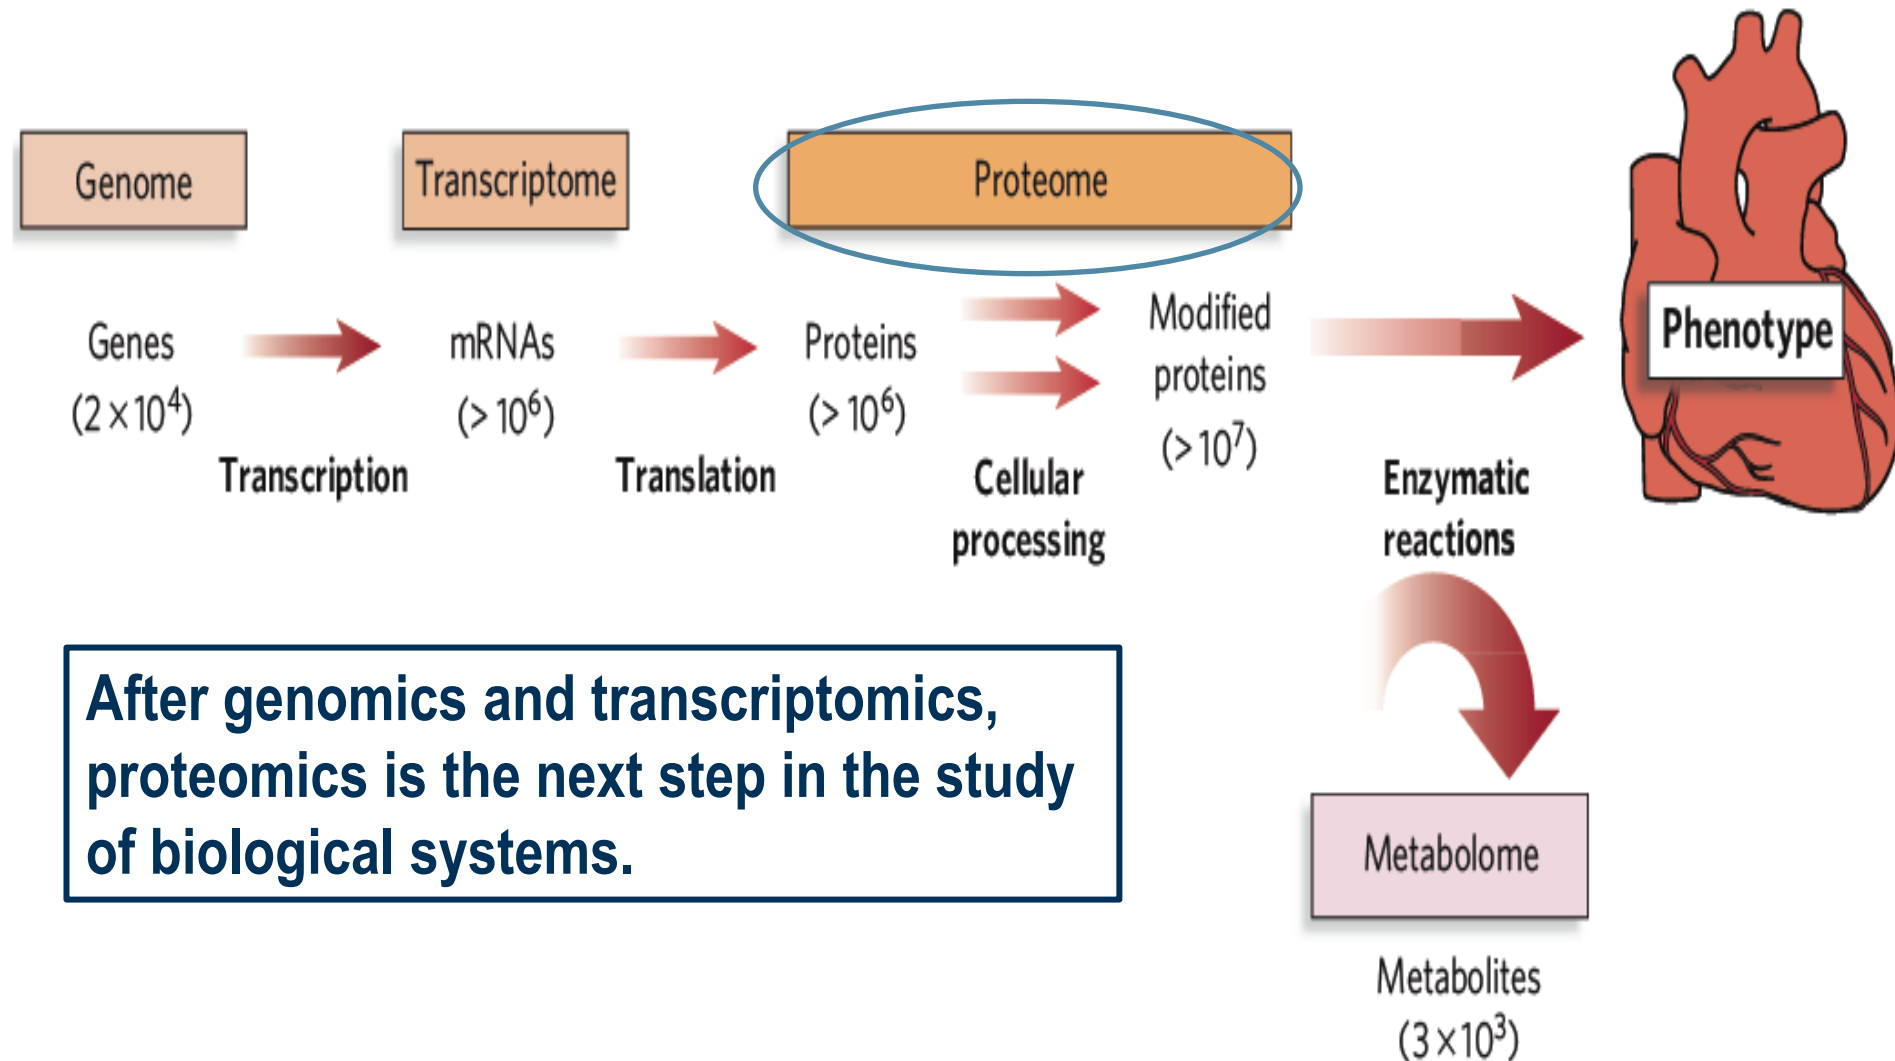 Genome
Transcriptome
Proteome
Genes
(2 × 10⁴)
Transcription
mRNAs
(> 10⁶)
Translation
Proteins
(> 10⁶)
Cellular
processing
Modified
proteins
(> 10⁷)
Enzymatic
reactions
Phenotype
After genomics and transcriptomics,
proteomics is the next step in the study
of biological systems.
Metabolome
Metabolites
(3 × 10³)